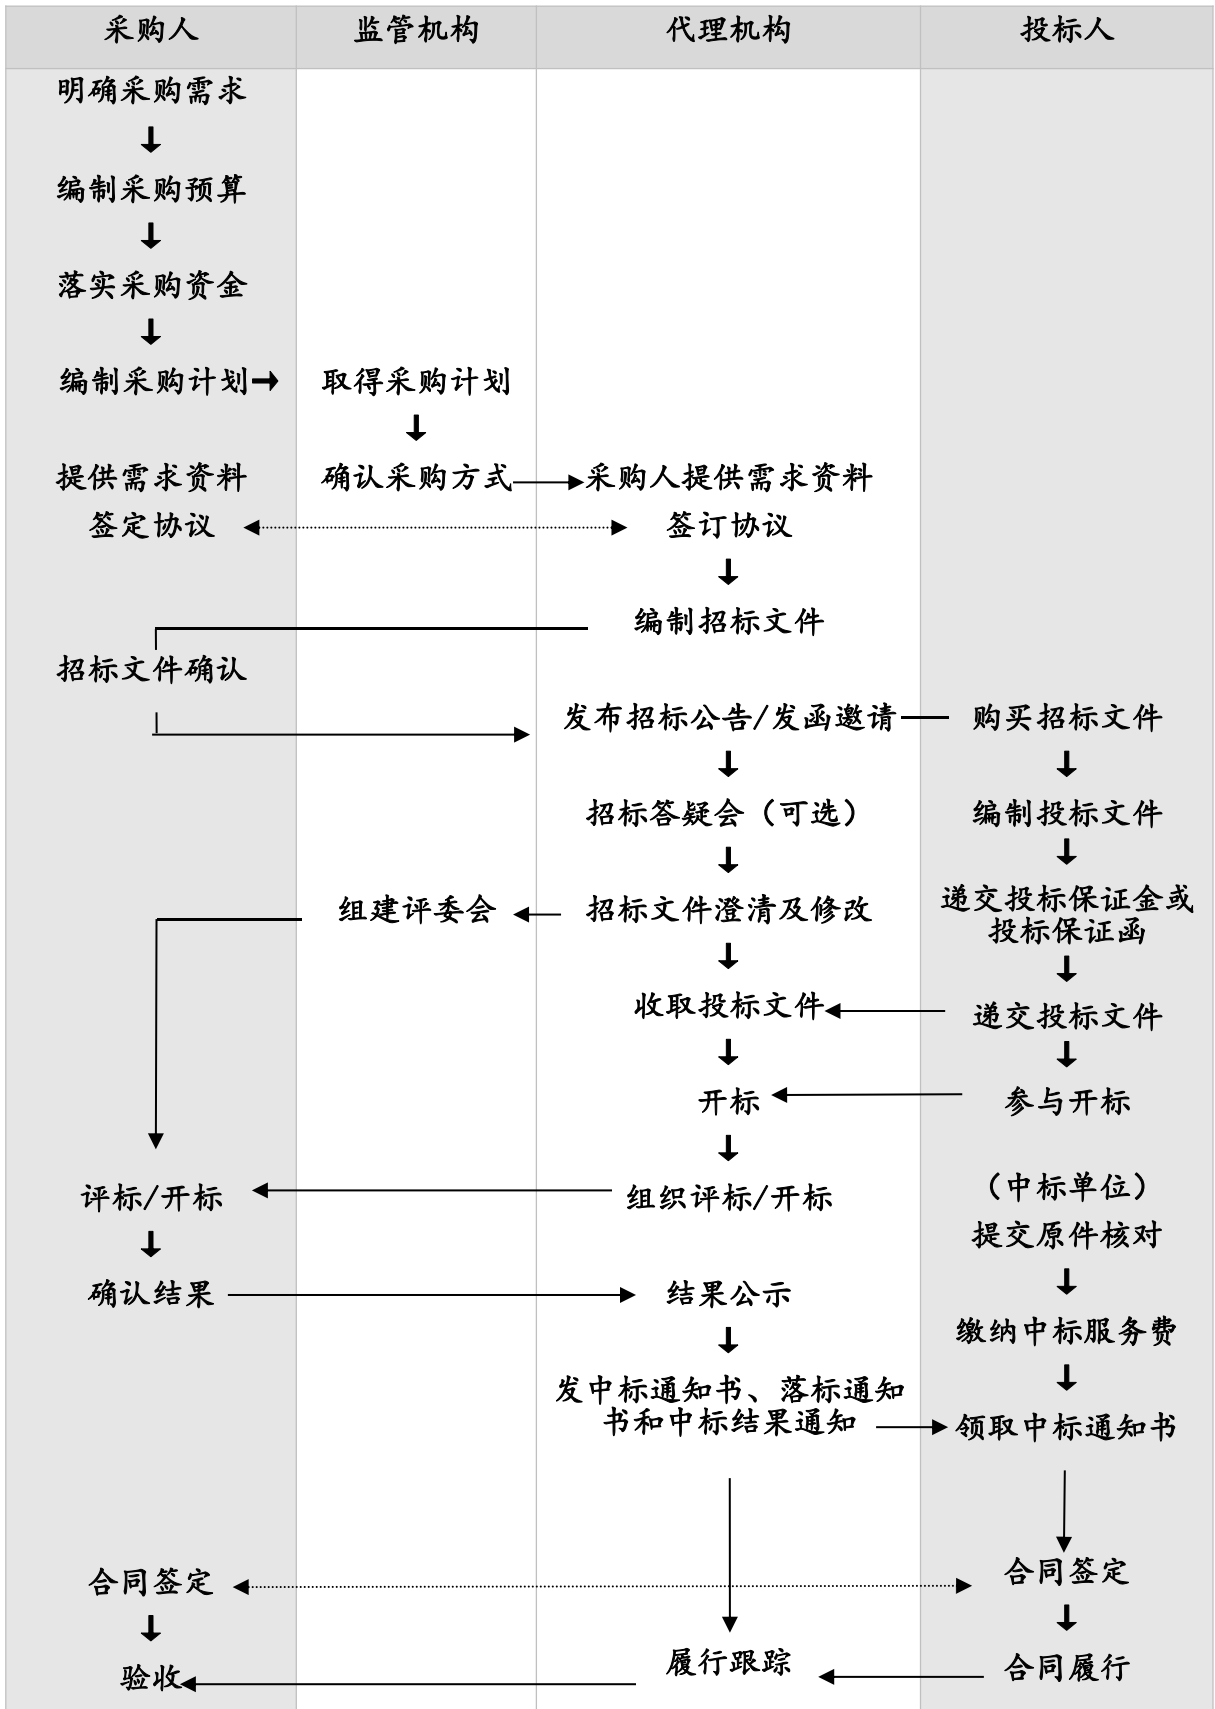 采购人 监管机构 代理机构 投标人
明确采购需求
编制采购预算
落实采购资金
编制采购计划 取得采购计划
提供需求资料 确认采购方式 采购人提供需求资料
签定协议 签订协议
编制招标文件
招标文件确认
发布招标公告/发函邀请 购买招标文件
招标答疑会（可选） 编制投标文件
组建评委会 招标文件澄清及修改 递交投标保证金或
投标保证函
收取投标文件 递交投标文件
开标 参与开标
评标/开标 组织评标/开标 （中标单位）
提交原件核对
确认结果 结果公示
缴纳中标服务费
发中标通知书、落标通知
书和中标结果通知 领取中标通知书
合同签定 合同签定
验收 履行跟踪 合同履行